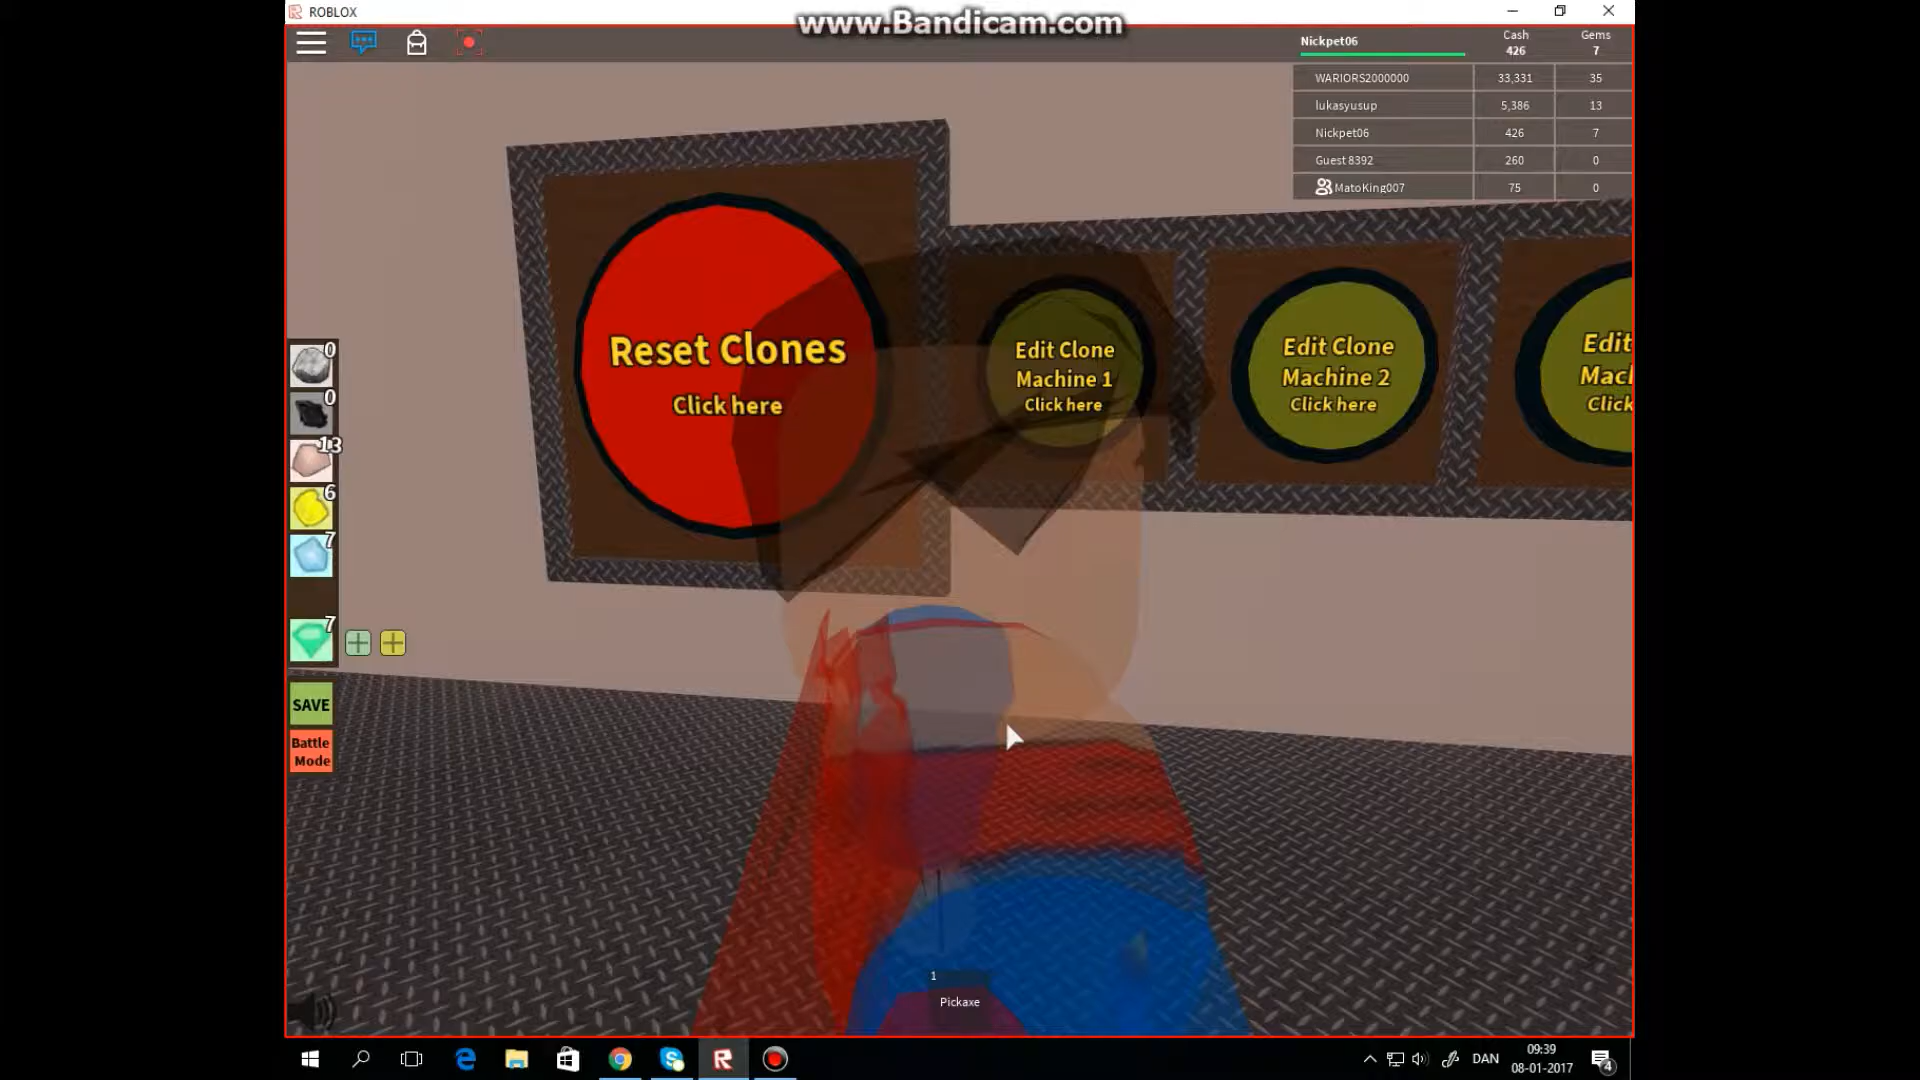 ROBLOX
www.Bandicam.com
Nickpet06
Cash
426
Gems
7
WARIORS2000000 33,331 35
lukasyusup 5,386 13
Nickpet06 426 7
Guest 8392 260 0
MatoKing007 75 0
Reset Clones
Click here
Edit Clone
Machine 1
Click here
Edit Clone
Machine 2
Click here
Edit
0
0
13
6
7
7
SAVE
Battle
Mode
1
Pickaxe
DAN
09:39
08-01-2017
4